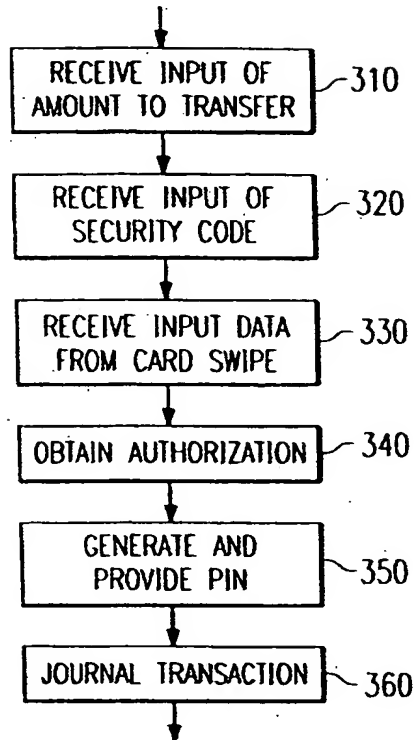 RECEIVE INPUT OF
AMOUNT TO TRANSFER
310
RECEIVE INPUT OF
SECURITY CODE
320
RECEIVE INPUT DATA
FROM CARD SWIPE
330
OBTAIN AUTHORIZATION
340
GENERATE AND
PROVIDE PIN
350
JOURNAL TRANSACTION
360